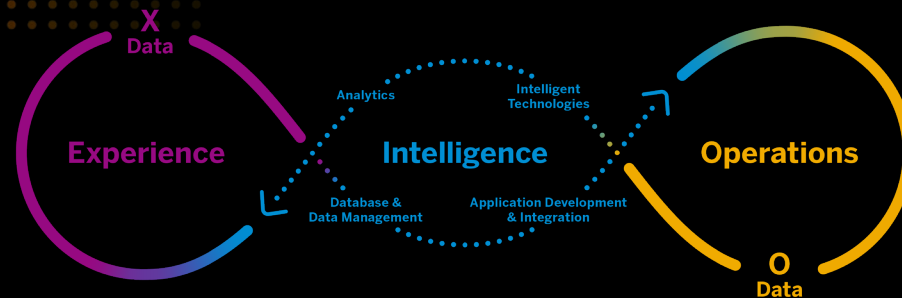 X
Data
Analytics
Intelligent
Technologies
Experience
Intelligence
Operations
Database &
Data Management
Application Development
& Integration
O
Data